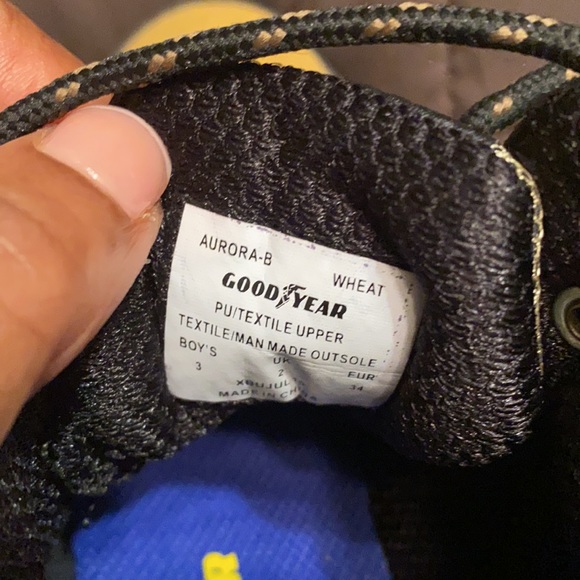 AURORA-B WHEAT
GOODYEAR
PU/TEXTILE UPPER
TEXTILE/MAN MADE OUTSOLE
BOY'S UK EUR
3 2 34
MADE IN CHINA
R